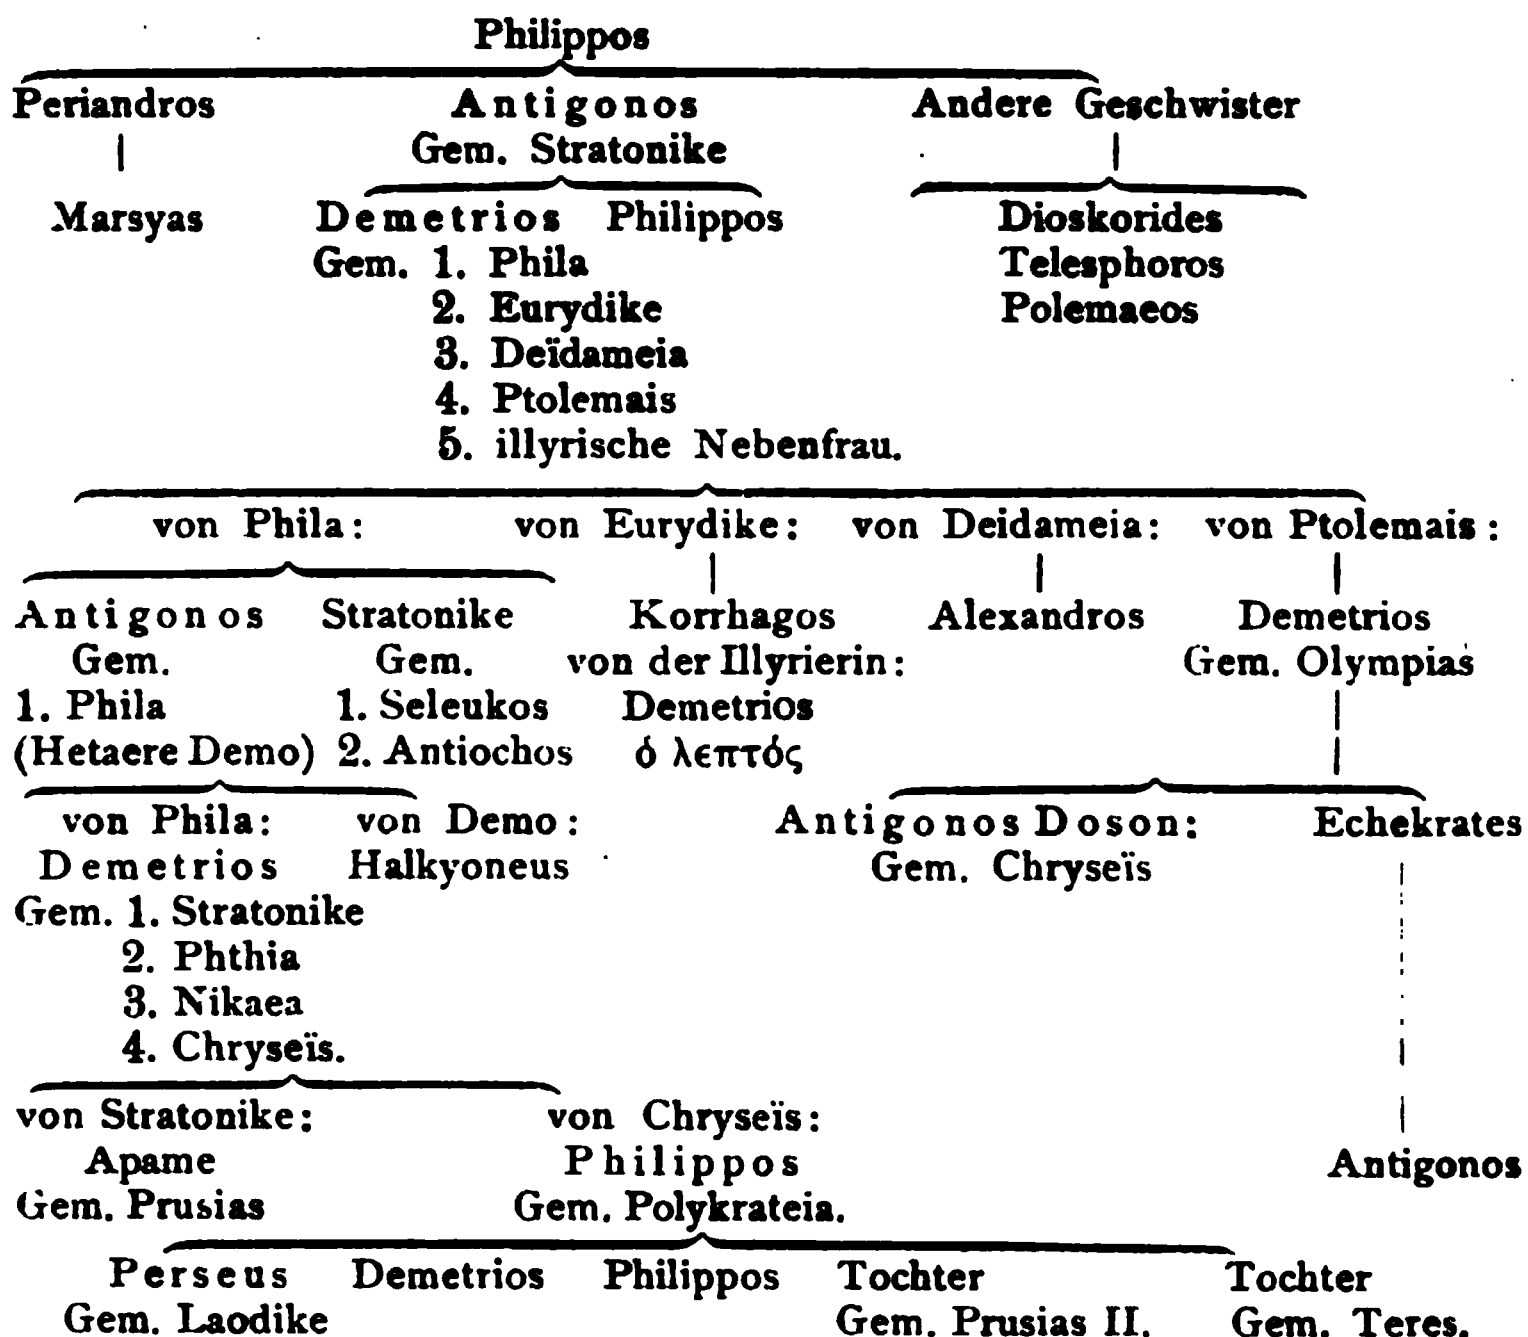 Philippos
Periandros Antigonos Andere Geschwister
Gem. Stratonike
Marsyas Demetrios Philippos Dioskorides
Gem. 1. Phila Telesphoros
2. Eurydike Polemaeos
3. Deïdameia
4. Ptolemais
5. illyrische Nebenfrau.
von Phila: von Eurydike: von Deidameia: von Ptolemais:
Antigonos Stratonike Korrhagos Alexandros Demetrios
Gem. Gem. von der Illyrierin: Gem. Olympias
1. Phila 1. Seleukos Demetrios
(Hetaere Demo) 2. Antiochos ὁ λεπτός
von Phila: von Demo: Antigonos Doson: Echekrates
Demetrios Halkyoneus Gem. Chryseïs
Gem. 1. Stratonike
2. Phthia
3. Nikaea
4. Chryseïs.
von Stratonike: von Chryseïs:
Apame Philippos Antigonos
Gem. Prusias Gem. Polykrateia.
Perseus Demetrios Philippos Tochter Tochter
Gem. Laodike Gem. Prusias II. Gem. Teres.